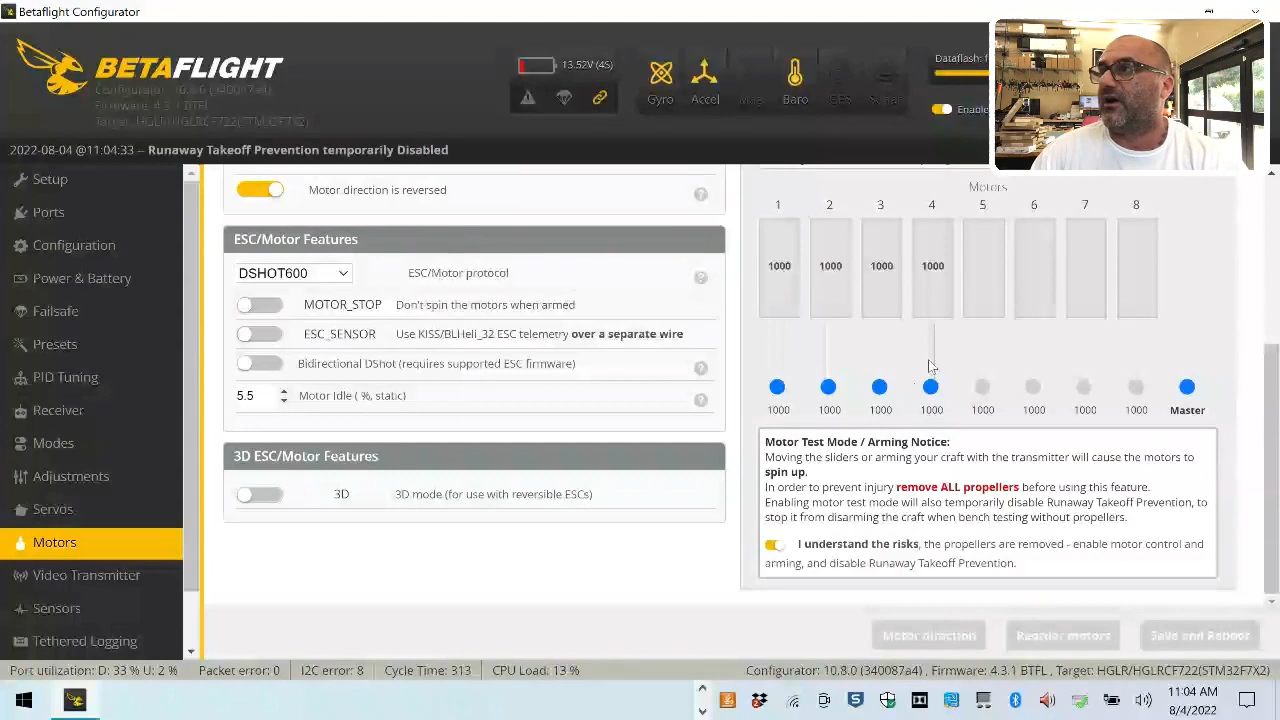 Betaflight Configurator
BETAFLIGHT
Configurator:
Firmware: 4.3.1 BTFL
Target: HGLR/HGLRCF722(STM32F7X2)
13.52V (4S)
Gyro
Accel
Baro
Dataflash: f
Enable
2022-08-04 @11:04:33 -- Runaway Takeoff Prevention temporarily Disabled
Setup
Ports
Configuration
Power & Battery
Failsafe
Presets
PID Tuning
Receiver
Modes
Adjustments
Servos
Motors
Video Transmitter
Sensors
Tethered Logging
Motor direction is reversed
?
ESC/Motor Features
DSHOT600
ESC/Motor protocol
?
MOTOR_STOP Don't spin the motors when armed
ESC_SENSOR Use KISS/BLHeli_32 ESC telemetry over a separate wire
Bidirectional DShot (requires supported ESC firmware)
?
5.5 Motor Idle ( %, static)
?
3D ESC/Motor Features
3D 3D mode (for use with reversible ESCs)
Motors
1 2 3 4 5 6 7 8
1000 1000 1000 1000
1000 1000 1000 1000 1000 1000 1000 1000 Master
Motor Test Mode / Arming Notice:
Moving the sliders or arming your craft with the transmitter will cause the motors to
spin up.
In order to prevent injury remove ALL propellers before using this feature.
Enabling motor test mode will also temporarily disable Runaway Takeoff Prevention, to
stop it from disarming the craft when bench testing without propellers.
I understand the risks, the propellers are removed - enable motor control and
arming, and disable Runaway Takeoff Prevention.
Motor direction
Reorder motors
Save and Reboot
Port utilization: D: 33 % U: 2 % Packet error: 0 I2C error: 8 Cycle Time: 313 CPU Load: 13 % Configurator: 10.8.0 (340087a4) , Firmware: 4.3.1 BTFL , Target: HGLR/HGLRCF722(STM32F7X2)
11:04 AM
8/4/2022